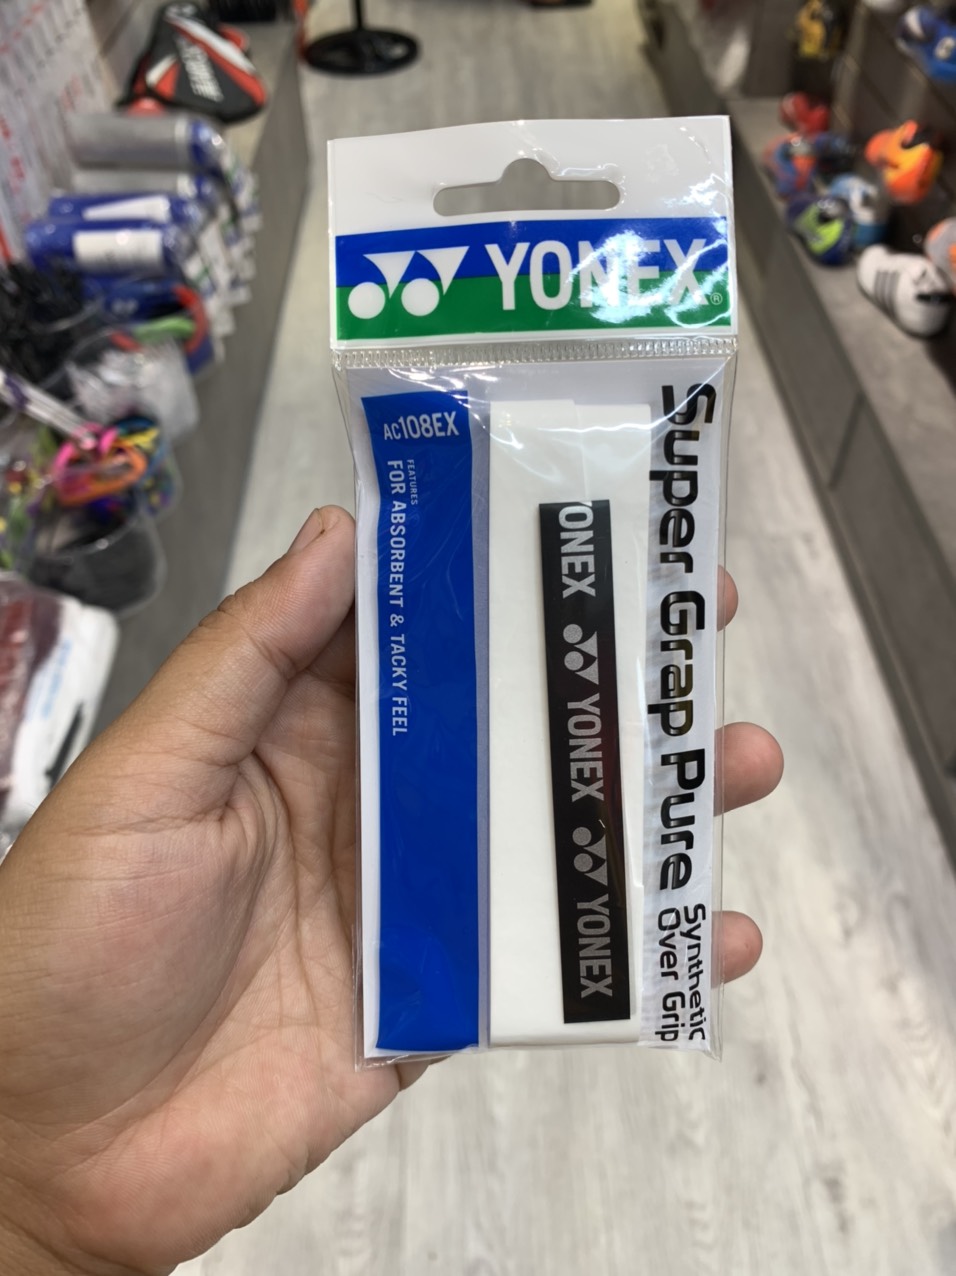 YONEX®
AC108EX
FEATURES
FOR ABSORBENT & TACKY FEEL
YONEX YONEX YONEX
Super Grap Pure
Synthetic
Over Grip